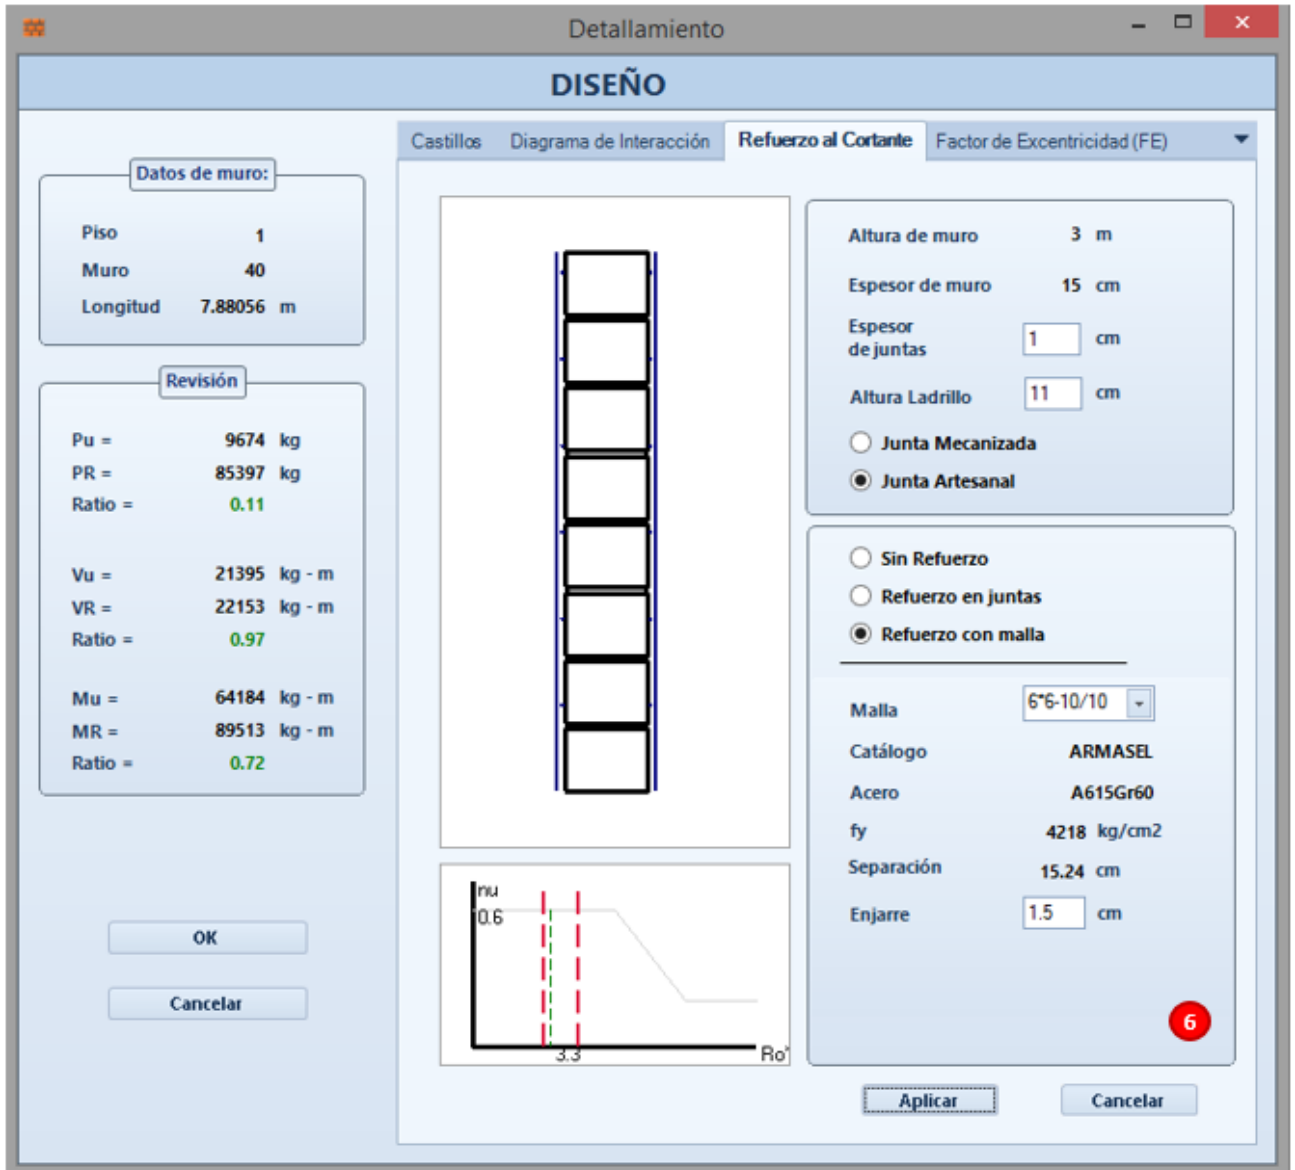 Detallamiento
DISEÑO
Castillos Diagrama de Interacción Refuerzo al Cortante Factor de Excentricidad (FE)
Datos de muro:
Piso 1
Muro 40
Longitud 7.88056 m
Revisión
Pu = 9674 kg
PR = 85397 kg
Ratio = 0.11
Vu = 21395 kg - m
VR = 22153 kg - m
Ratio = 0.97
Mu = 64184 kg - m
MR = 89513 kg - m
Ratio = 0.72
OK
Cancelar
nu
0.6
3.3
Ro*
Altura de muro 3 m
Espesor de muro 15 cm
Espesor
de juntas 1 cm
Altura Ladrillo 11 cm
Junta Mecanizada
Junta Artesanal
Sin Refuerzo
Refuerzo en juntas
Refuerzo con malla
Malla 6*6-10/10
Catálogo ARMASEL
Acero A615Gr60
fy 4218 kg/cm2
Separación 15.24 cm
Enjarre 1.5 cm
6
Aplicar Cancelar